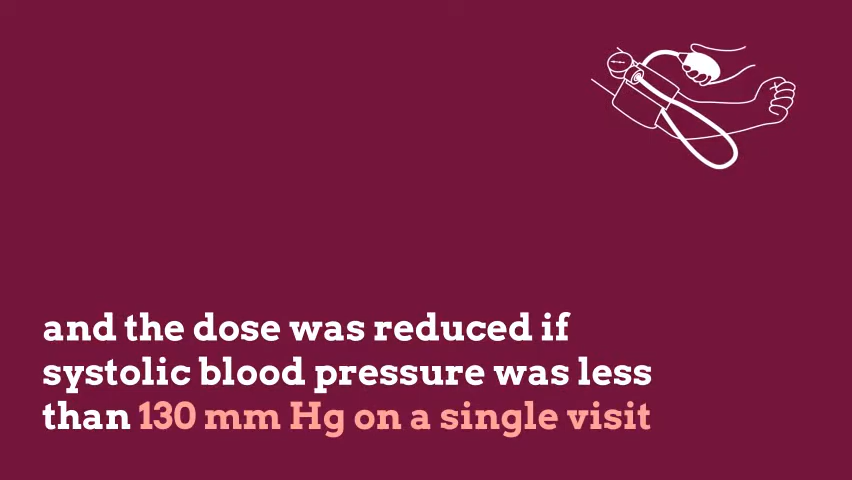 and the dose was reduced if
systolic blood pressure was less
than 130 mm Hg on a single visit